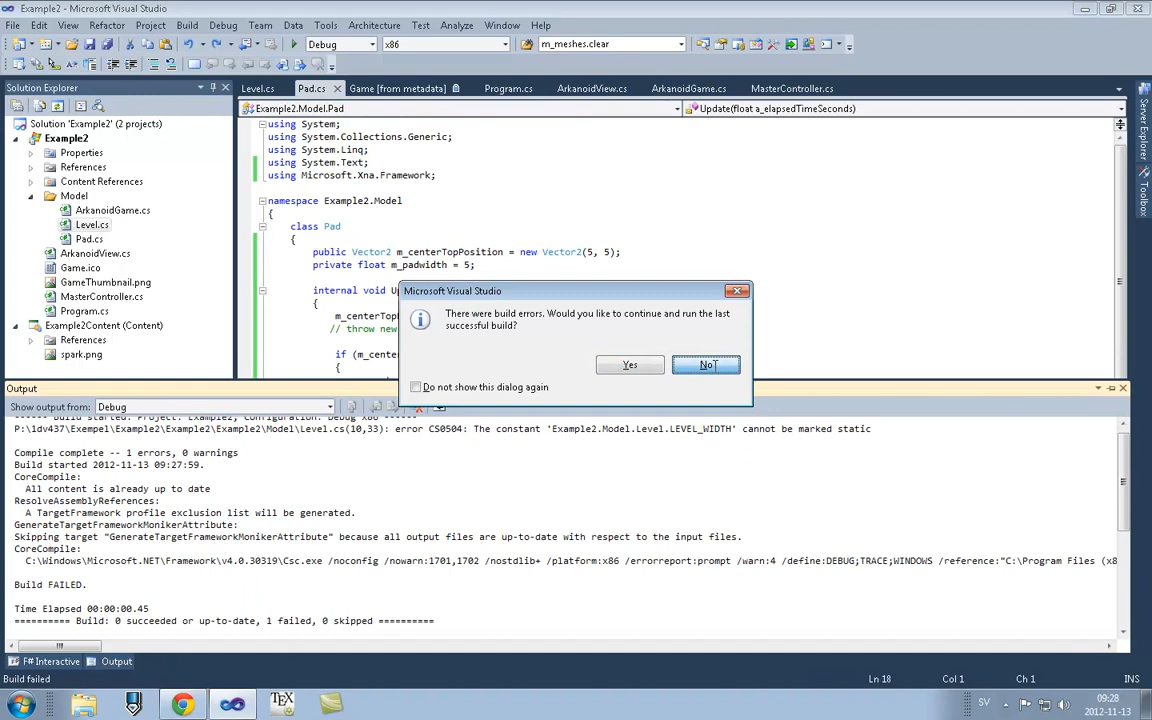 Example2 - Microsoft Visual Studio
File Edit View Refactor Project Build Debug Team Data Tools Architecture Test Analyze Window Help
Debug x86 m_meshes.clear
Solution Explorer
Level.cs Pad.cs Game [from metadata] Program.cs ArkanoidView.cs ArkanoidGame.cs MasterController.cs
Example2.Model.Pad Update(float a_elapsedTimeSeconds)
Solution 'Example2' (2 projects)
Example2
Properties
References
Content References
Model
ArkanoidGame.cs
Level.cs
Pad.cs
ArkanoidView.cs
Game.ico
GameThumbnail.png
MasterController.cs
Program.cs
Example2Content (Content)
References
spark.png
using System;
using System.Collections.Generic;
using System.Linq;
using System.Text;
using Microsoft.Xna.Framework;
namespace Example2.Model
{
class Pad
{
public Vector2 m_centerTopPosition = new Vector2(5, 5);
private float m_padwidth = 5;
internal void
{
m_centerTop
// throw new
if (m_center
{
Server Explorer
Toolbox
Microsoft Visual Studio
There were build errors. Would you like to continue and run the last
successful build?
Yes No
Do not show this dialog again
Output
Show output from: Debug
------ Build started: Project: Example2, Configuration: Debug x86 ------
P:\1dv437\Exempel\Example2\Example2\Example2\Model\Level.cs(10,33): error CS0504: The constant 'Example2.Model.Level.LEVEL_WIDTH' cannot be marked static
Compile complete -- 1 errors, 0 warnings
Build started 2012-11-13 09:27:59.
CoreCompile:
All content is already up to date
ResolveAssemblyReferences:
A TargetFramework profile exclusion list will be generated.
GenerateTargetFrameworkMonikerAttribute:
Skipping target "GenerateTargetFrameworkMonikerAttribute" because all output files are up-to-date with respect to the input files.
CoreCompile:
C:\Windows\Microsoft.NET\Framework\v4.0.30319\Csc.exe /noconfig /nowarn:1701,1702 /nostdlib+ /platform:x86 /errorreport:prompt /warn:4 /define:DEBUG;TRACE;WINDOWS /reference:"C:\Program Files (x8
Build FAILED.
Time Elapsed 00:00:00.45
========== Build: 0 succeeded or up-to-date, 1 failed, 0 skipped ==========
F# Interactive Output
Build failed Ln 18 Col 1 Ch 1 INS
SV 09:28
2012-11-13